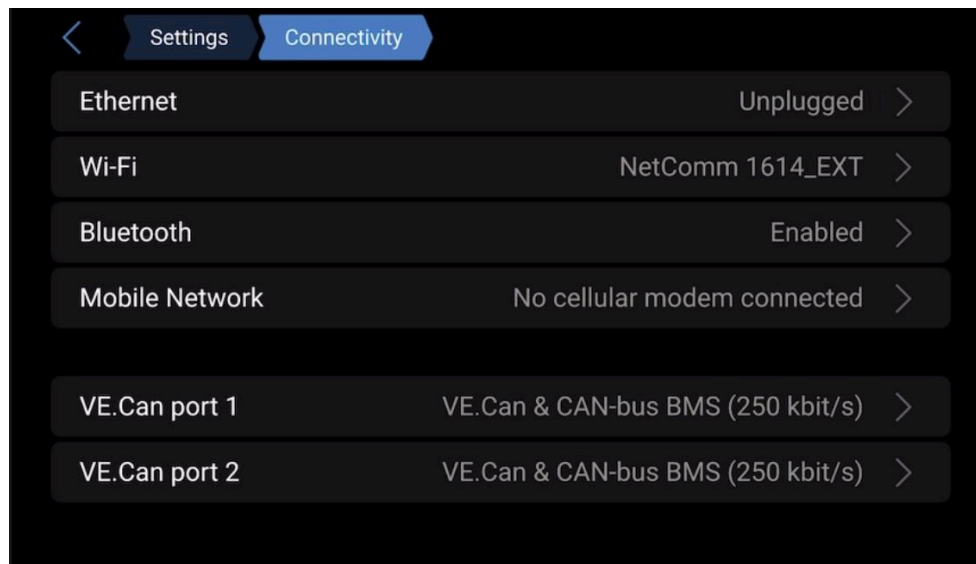 Settings Connectivity
Ethernet Unplugged
Wi-Fi NetComm 1614_EXT
Bluetooth Enabled
Mobile Network No cellular modem connected
VE.Can port 1 VE.Can & CAN-bus BMS (250 kbit/s)
VE.Can port 2 VE.Can & CAN-bus BMS (250 kbit/s)